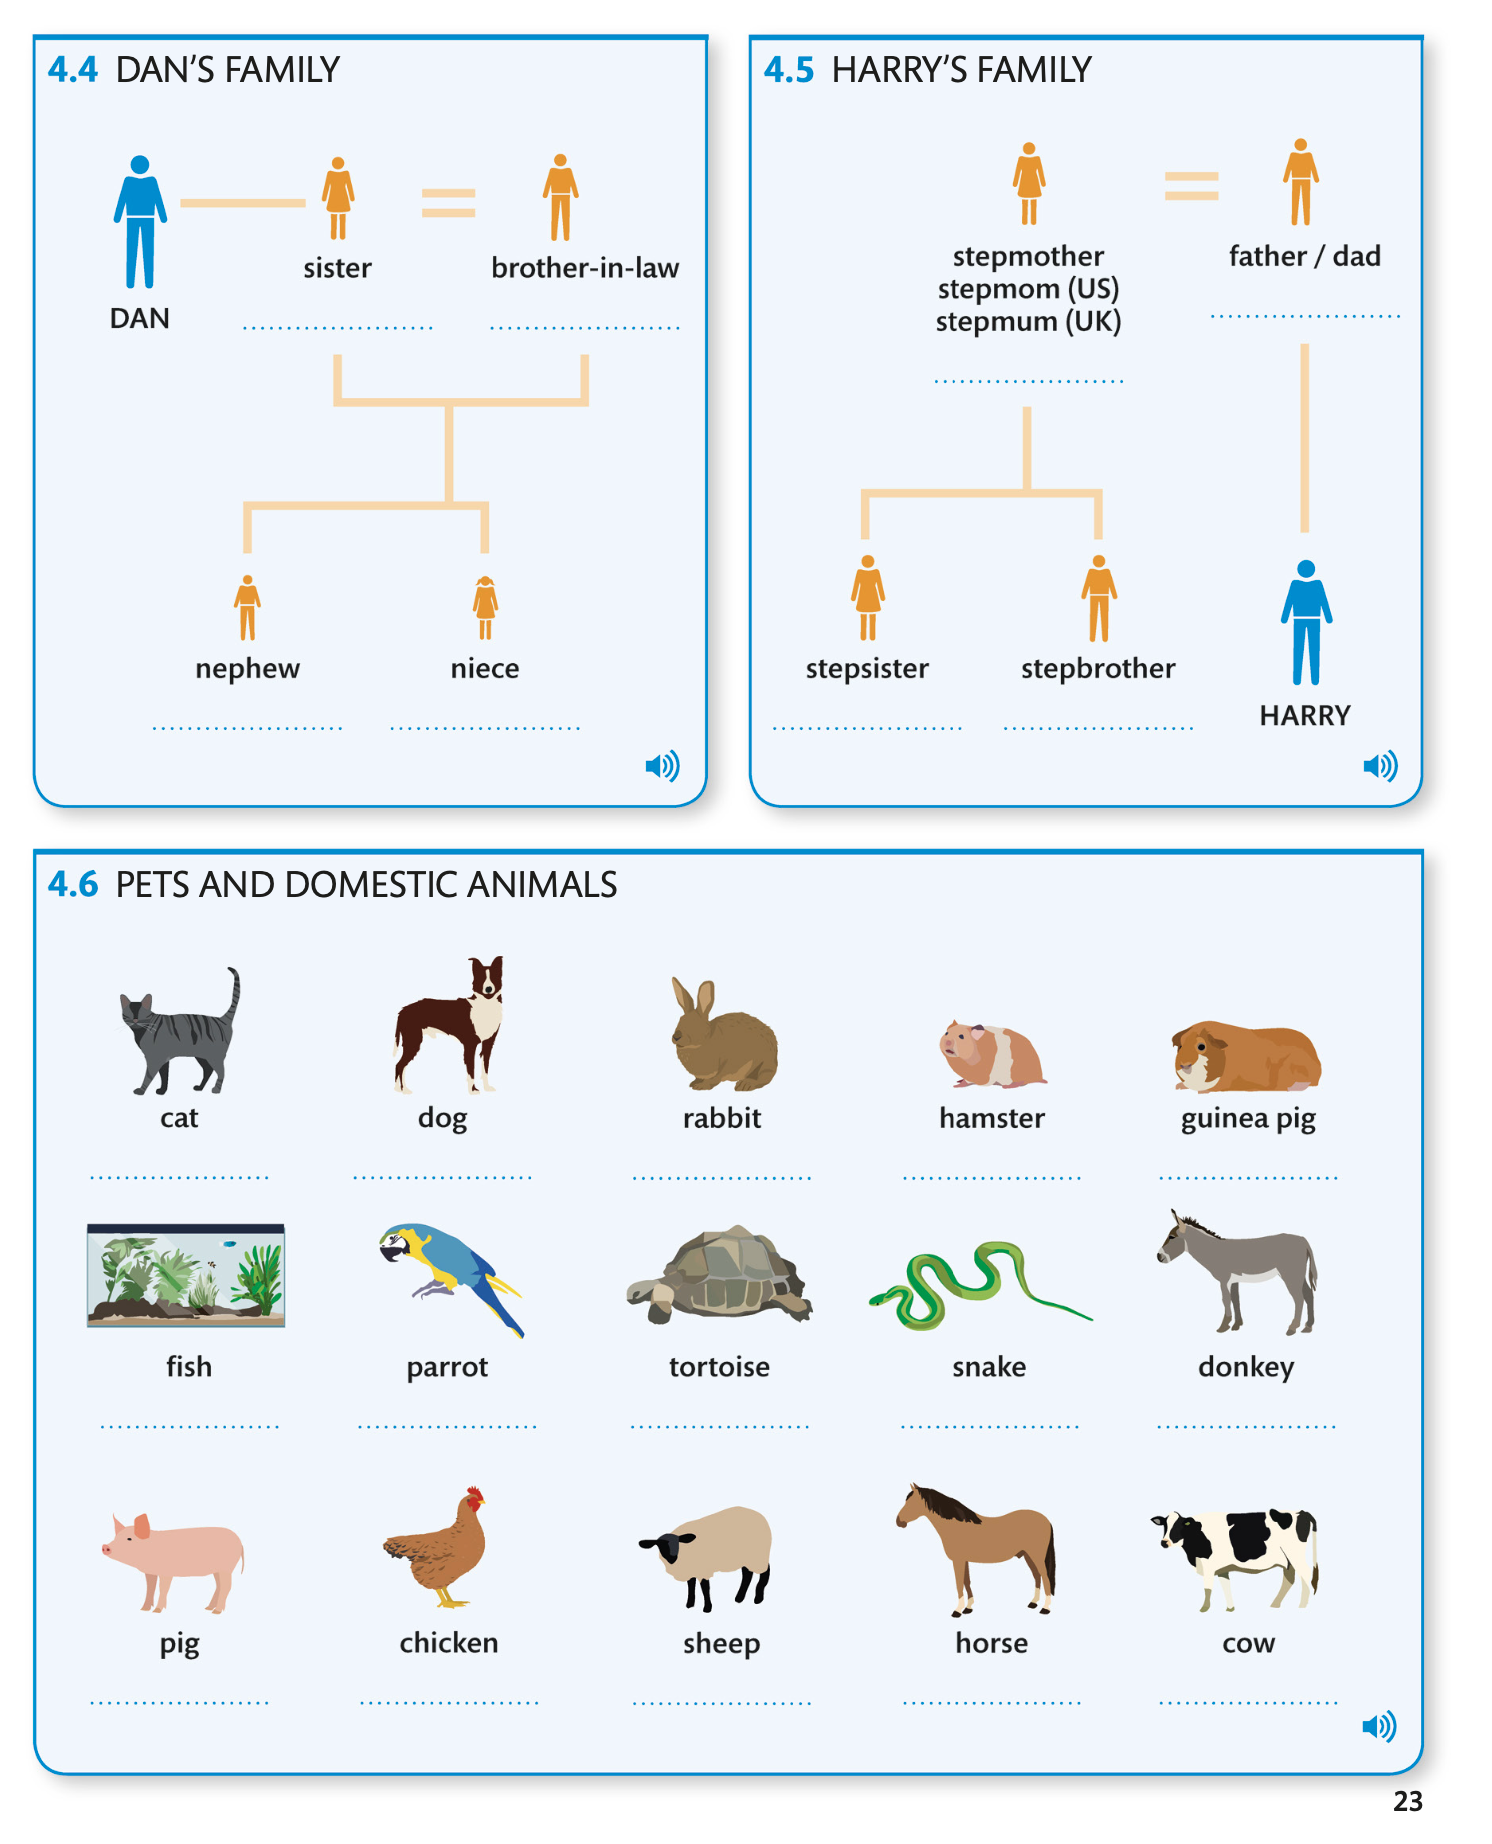 4.4 DAN'S FAMILY
DAN
sister
brother-in-law
nephew
niece
4.5 HARRY'S FAMILY
stepmother
stepmom (US)
stepmum (UK)
father / dad
stepsister
stepbrother
HARRY
4.6 PETS AND DOMESTIC ANIMALS
cat
dog
rabbit
hamster
guinea pig
fish
parrot
tortoise
snake
donkey
pig
chicken
sheep
horse
cow
23